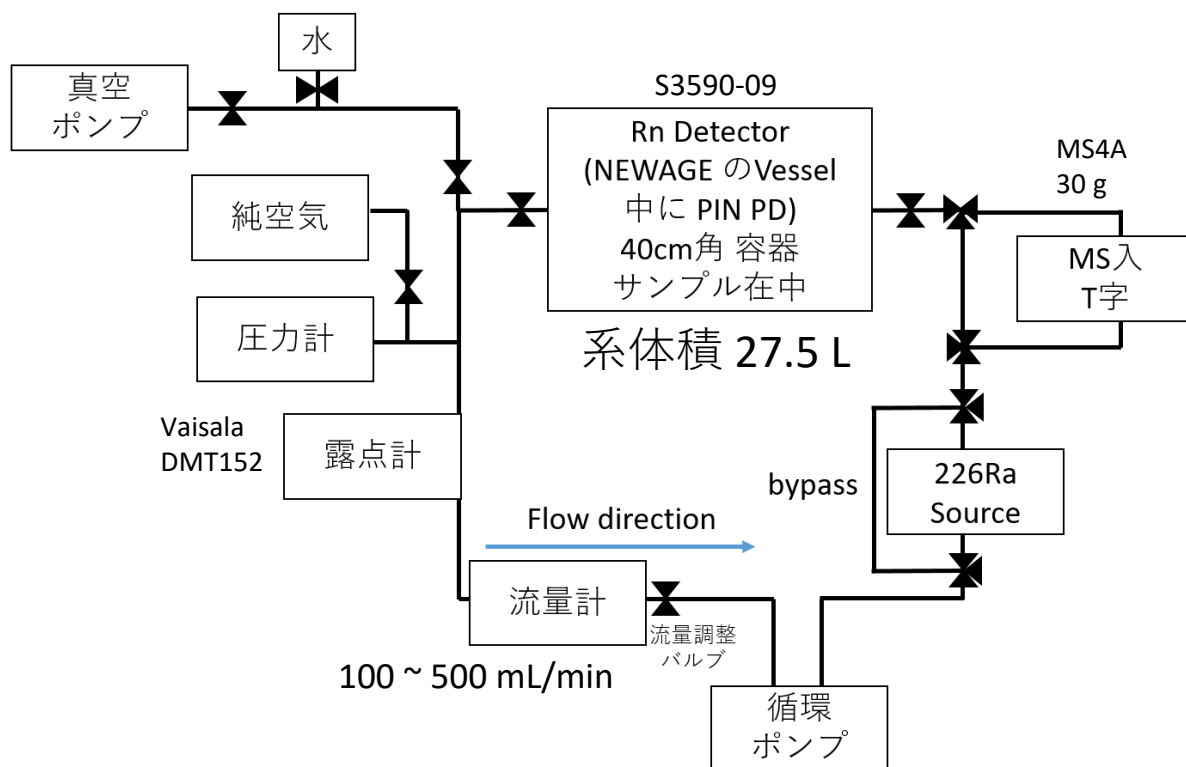 水
真空
ポンプ
S3590-09
Rn Detector
(NEWAGE のVessel
中に PIN PD)
40cm角 容器
サンプル在中
系体積 27.5 L
MS4A
30 g
MS入
T字
純空気
圧力計
Vaisala
DMT152
露点計
bypass
226Ra
Source
Flow direction
流量計
流量調整
バルブ
100 ~ 500 mL/min
循環
ポンプ